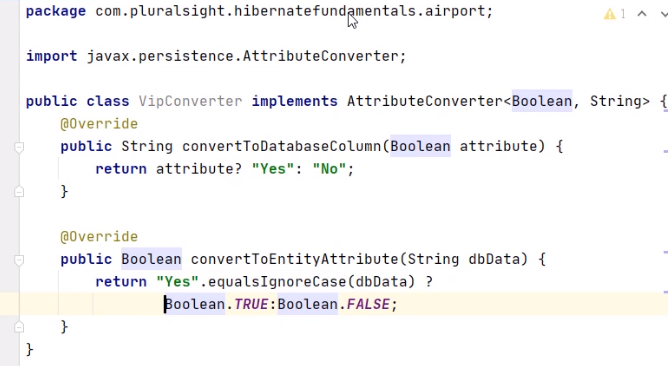 package com.pluralsight.hibernatefundamentals.airport;
1
import javax.persistence.AttributeConverter;
public class VipConverter implements AttributeConverter<Boolean, String> {
@Override
public String convertToDatabaseColumn(Boolean attribute) {
return attribute? "Yes": "No";
}
@Override
public Boolean convertToEntityAttribute(String dbData) {
return "Yes".equalsIgnoreCase(dbData) ?
Boolean.TRUE:Boolean.FALSE;
}
}